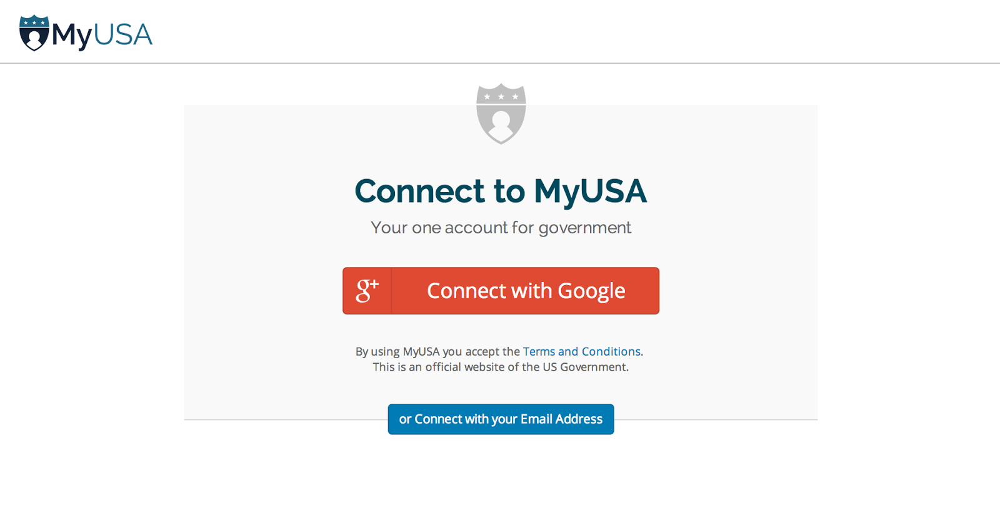 MyUSA
Connect to MyUSA
Your one account for government
g+ Connect with Google
By using MyUSA you accept the Terms and Conditions.
This is an official website of the US Government.
or Connect with your Email Address